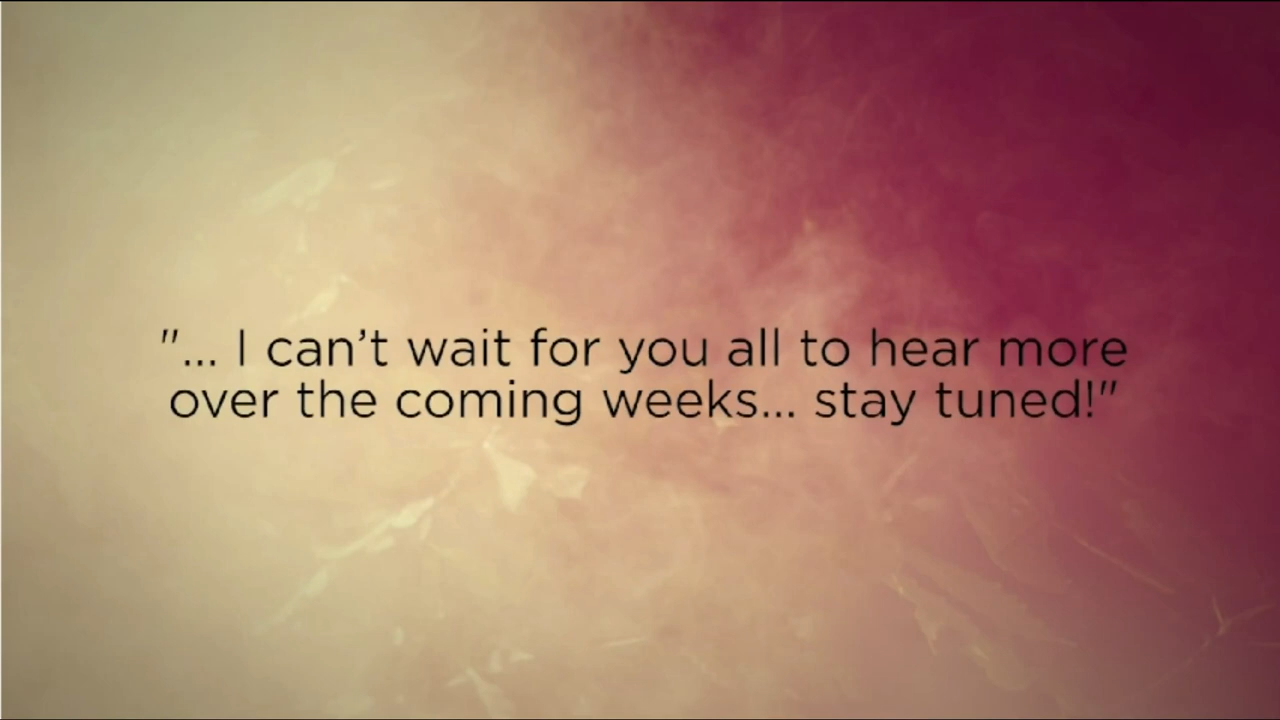 "... I can’t wait for you all to hear more
over the coming weeks... stay tuned!"